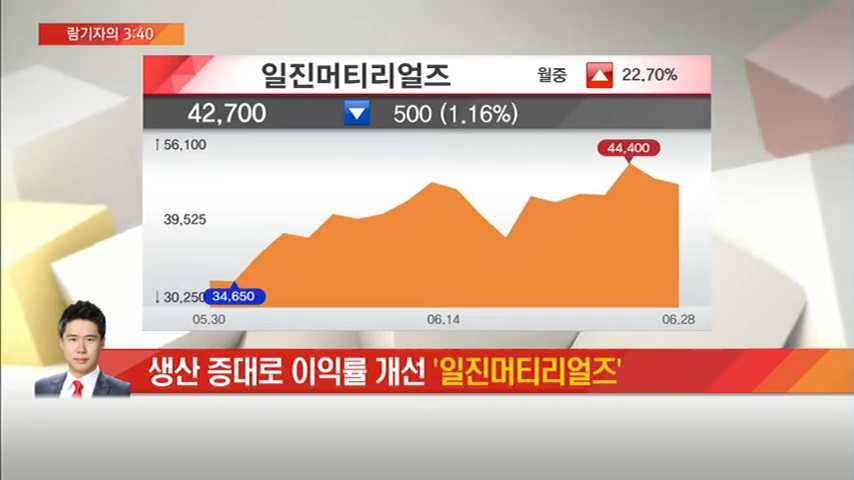 람기자의 3:40
일진머티리얼즈 월중 22.70%
42,700 500 (1.16%)
↑56,100
44,400
39,525
↓30,250
34,650
05.30 06.14 06.28
생산 증대로 이익률 개선 '일진머티리얼즈'